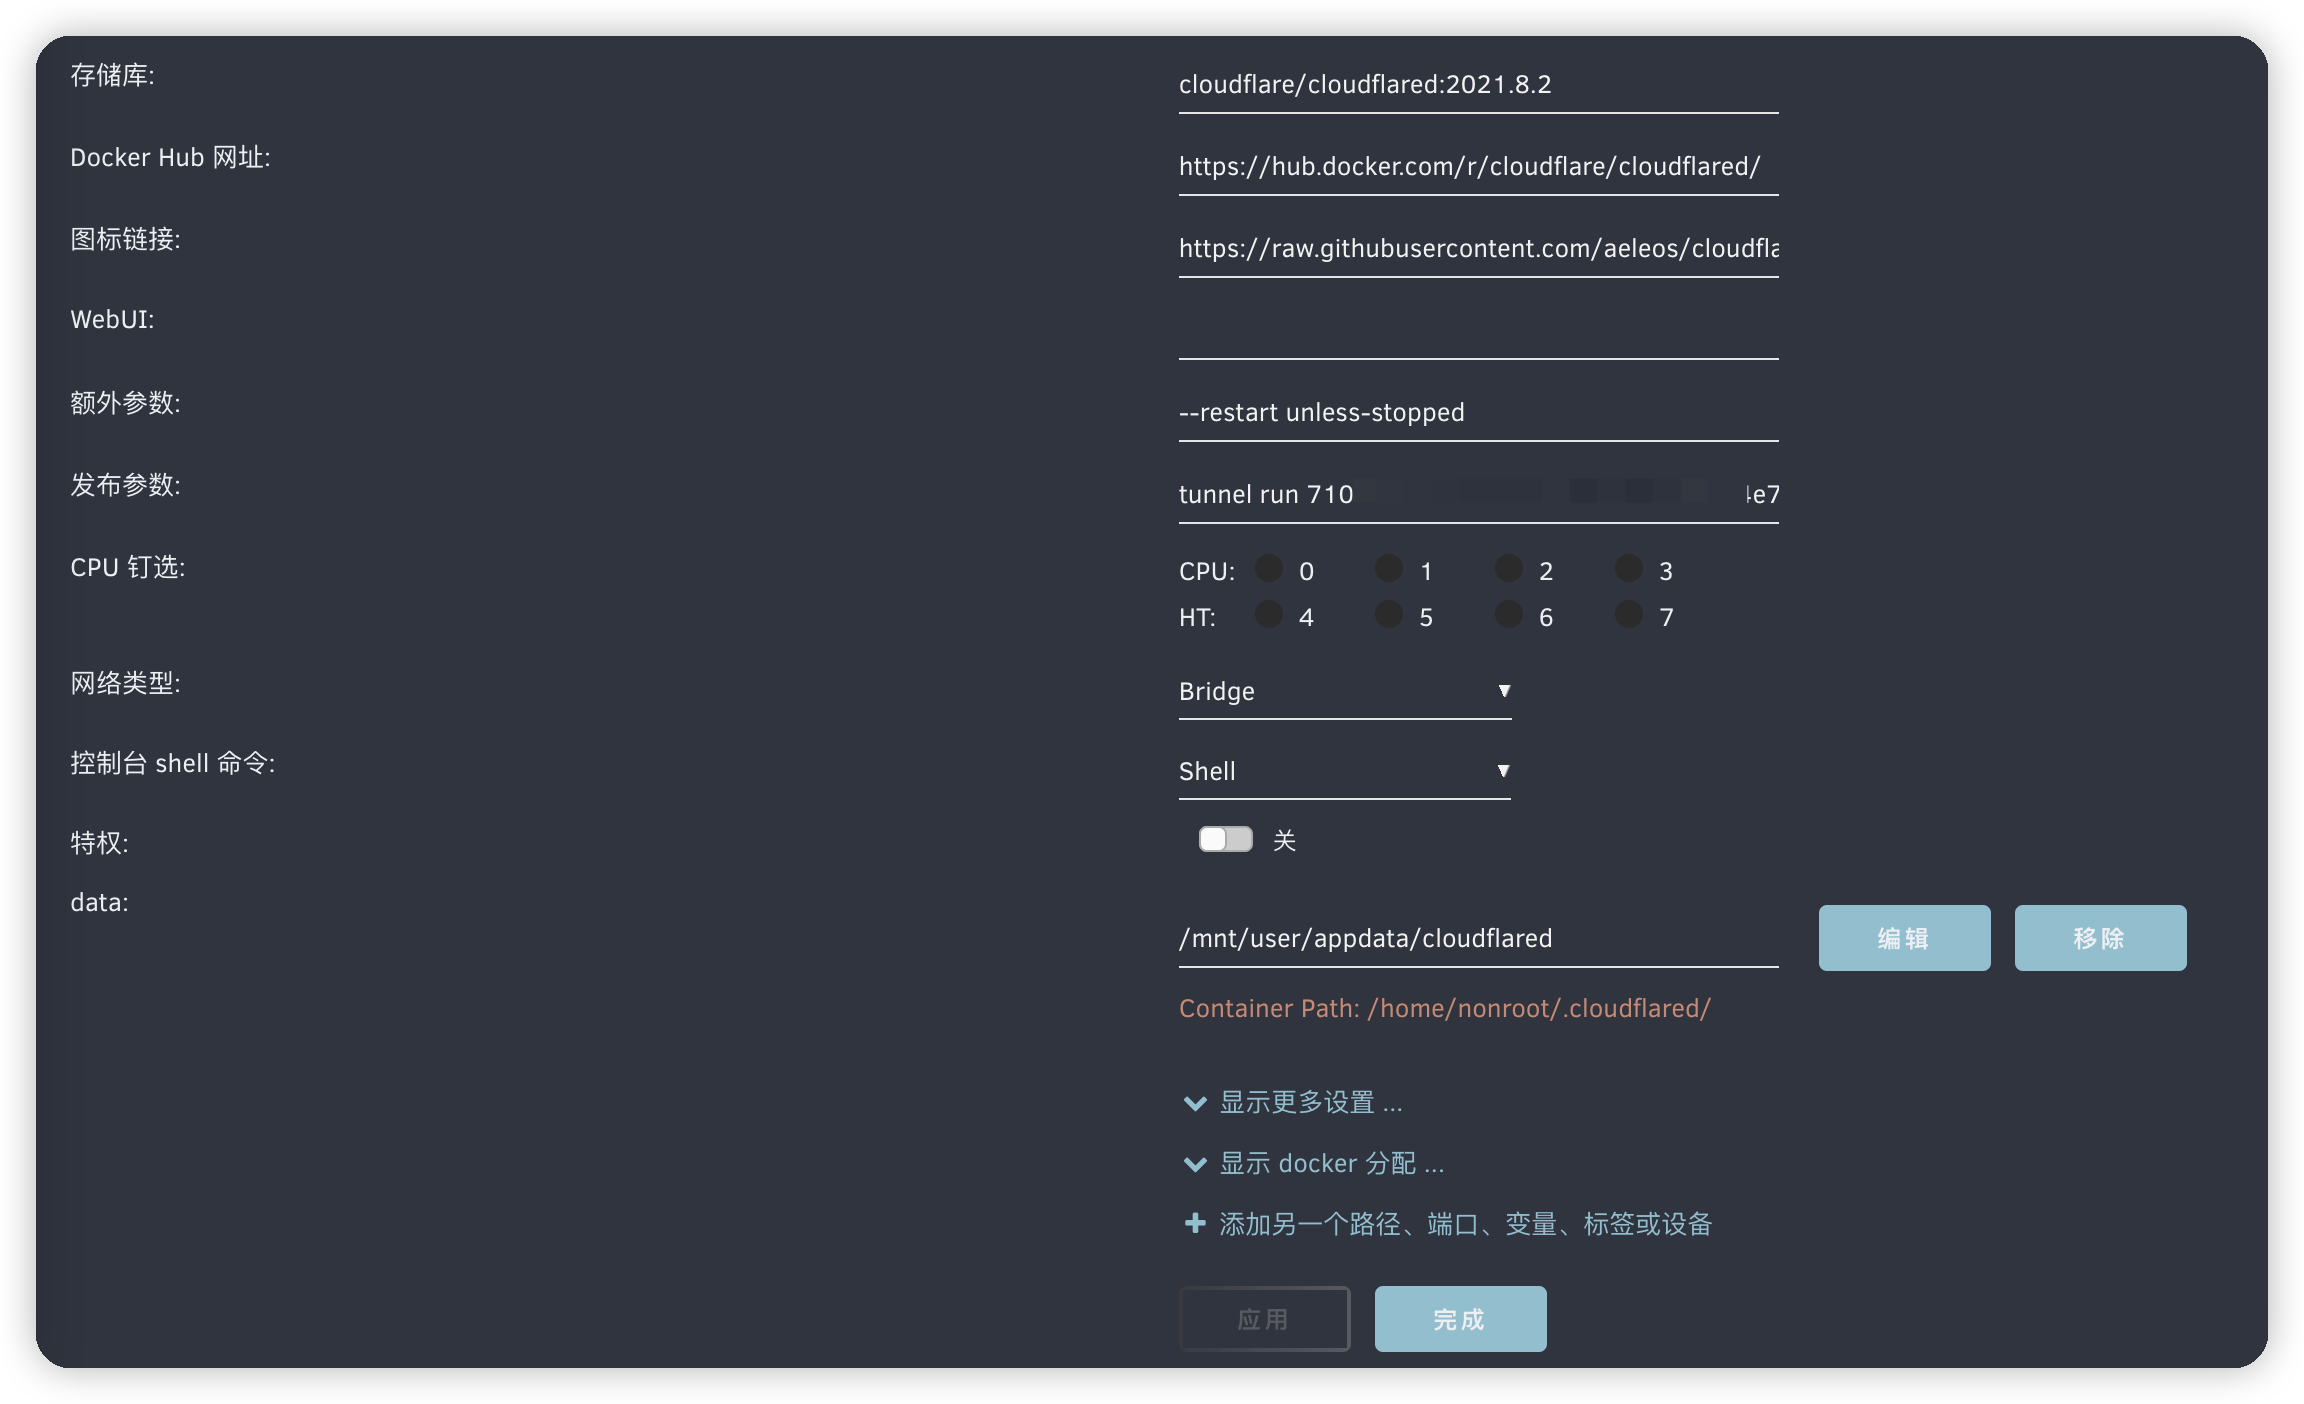 存储库:
cloudflare/cloudflared:2021.8.2
Docker Hub 网址:
https://hub.docker.com/r/cloudflare/cloudflared/
图标链接:
https://raw.githubusercontent.com/aeleos/cloudfla
WebUI:
额外参数:
--restart unless-stopped
发布参数:
tunnel run 710 4e7
CPU 钉选:
CPU: 0 1 2 3
HT: 4 5 6 7
网络类型:
Bridge
控制台 shell 命令:
Shell
特权:
关
data:
/mnt/user/appdata/cloudflared
编辑
移除
Container Path: /home/nonroot/.cloudflared/
显示更多设置 ...
显示 docker 分配 ...
添加另一个路径、端口、变量、标签或设备
应用
完成